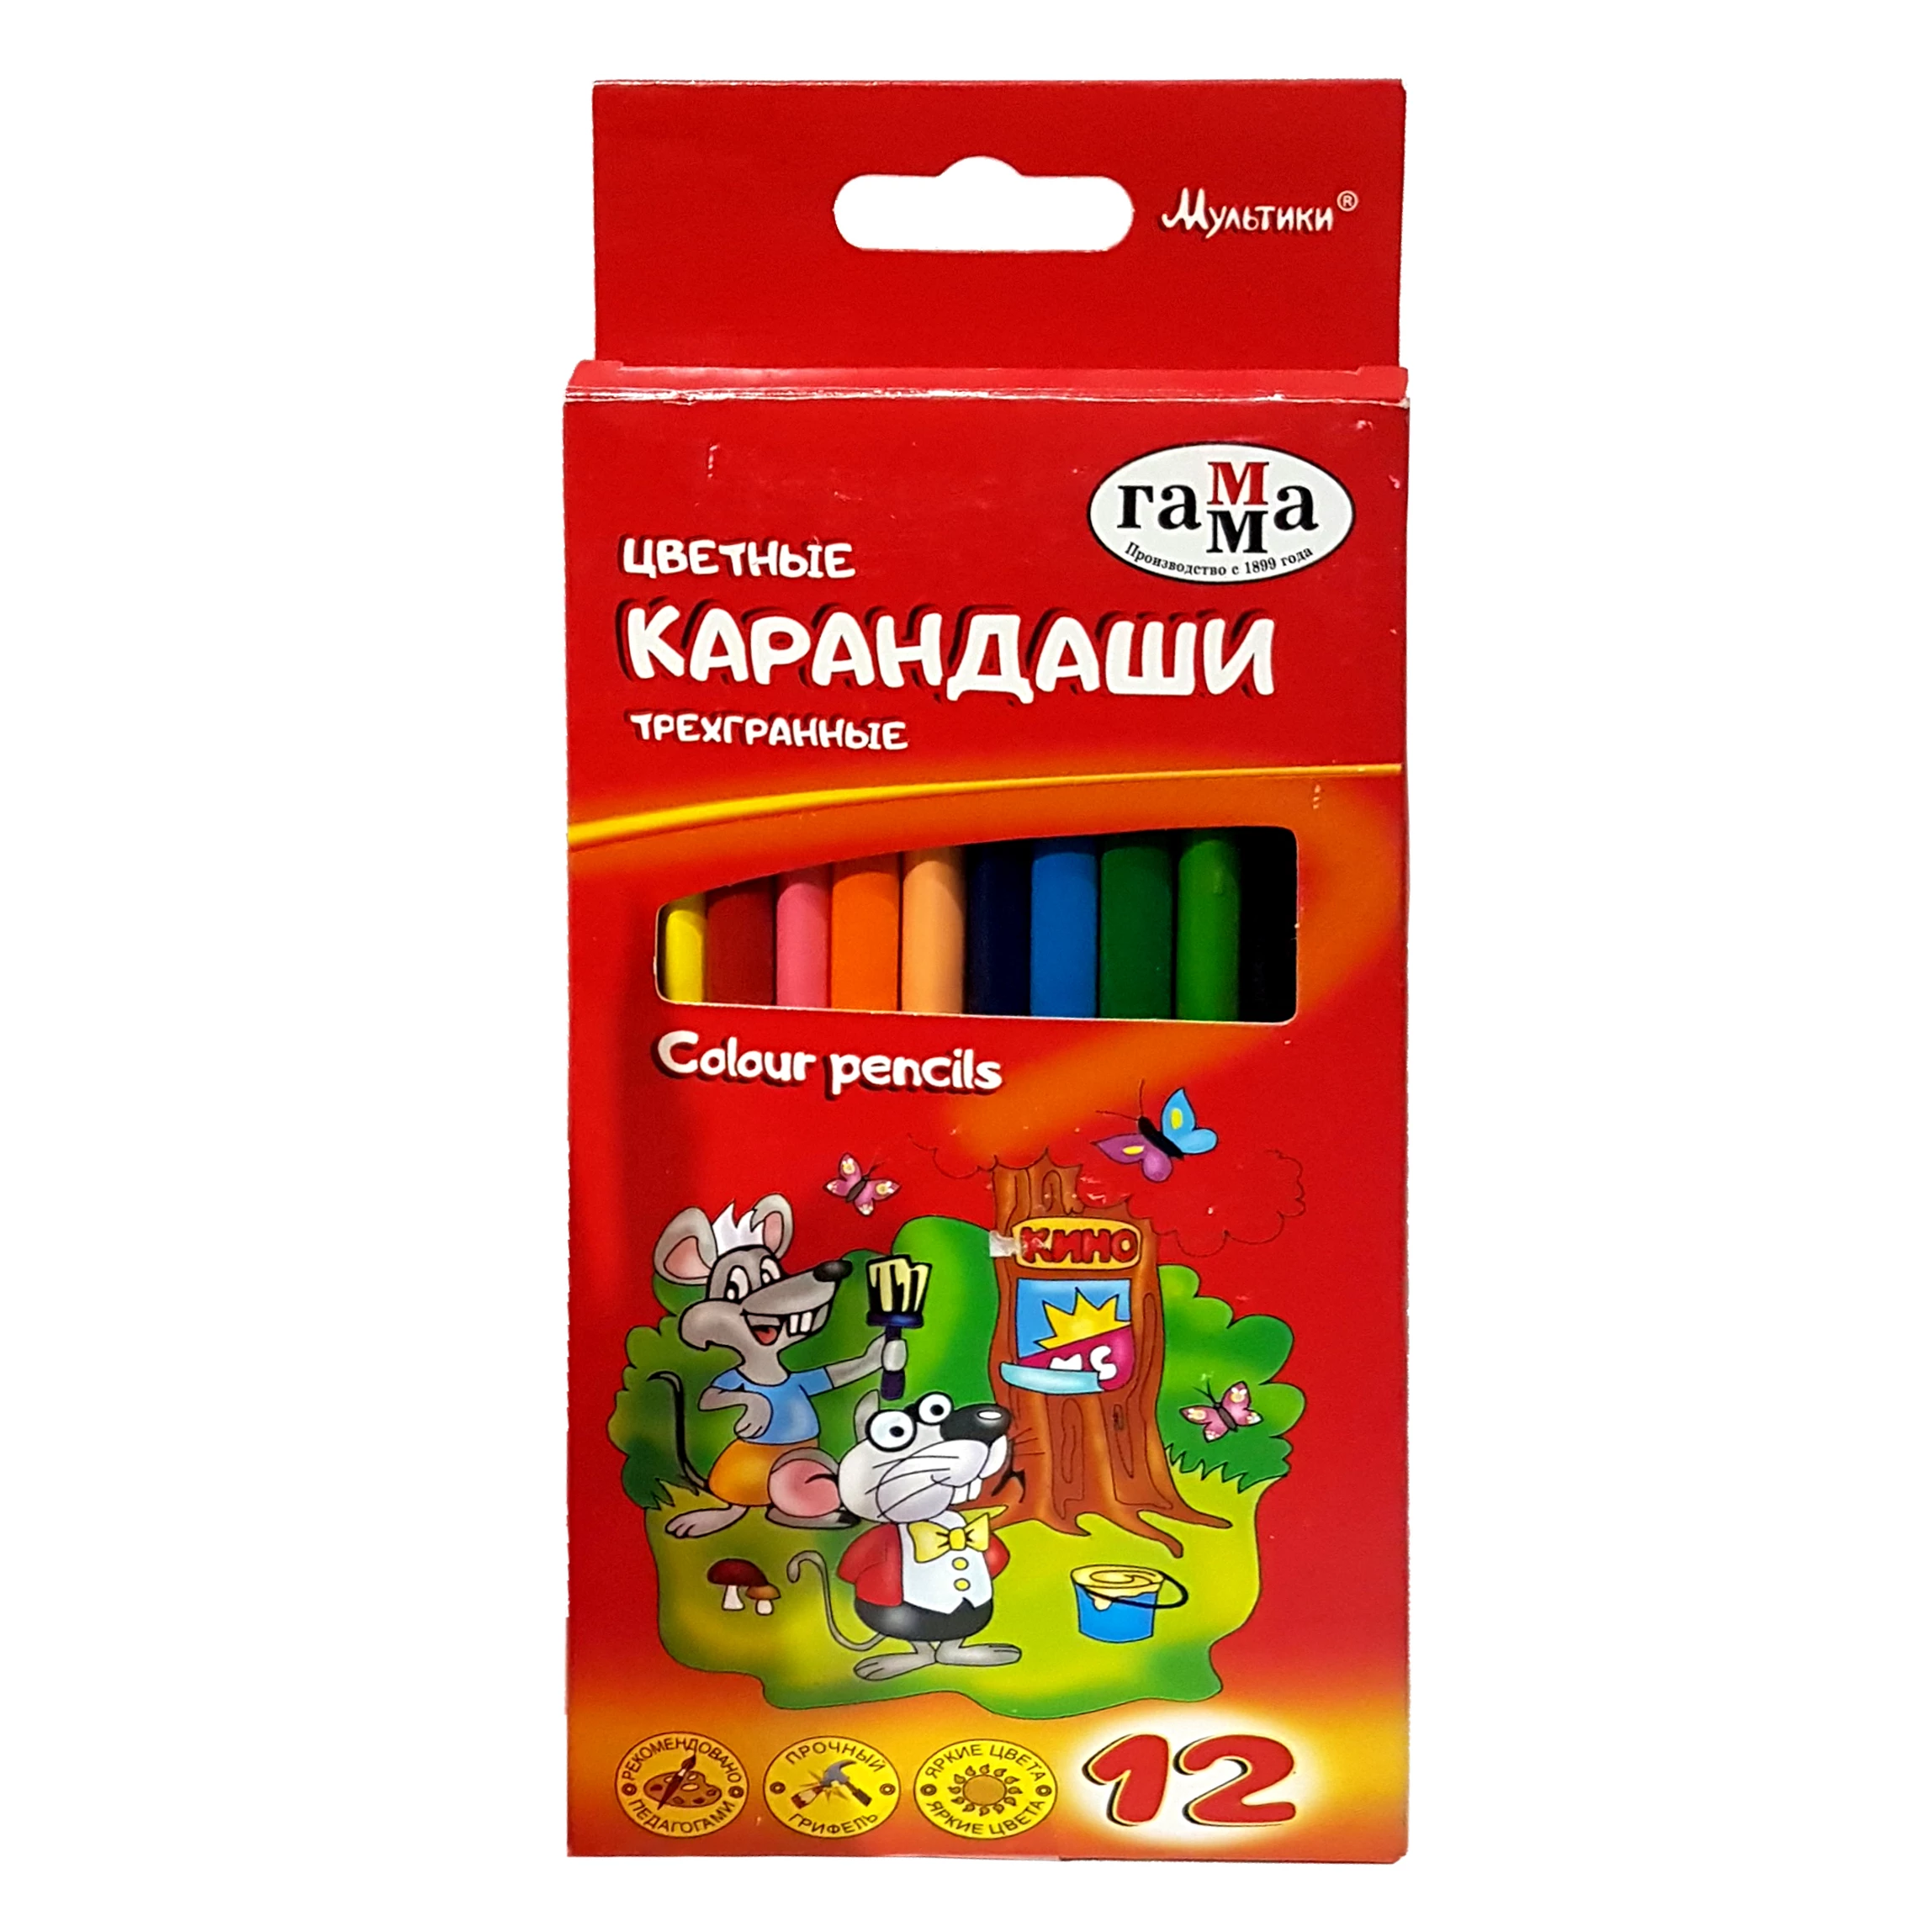 Мультики®
гамма
Производство с 1899 года
ЦВЕТНЫЕ
КАРАНДАШИ
ТРЕХГРАННЫЕ
Colour pencils
КИНО
MS
РЕКОМЕНДОВАНО ПЕДАГОГАМИ
ПРОЧНЫЙ ГРИФЕЛЬ
ЯРКИЕ ЦВЕТА ЯРКИЕ ЦВЕТА
12